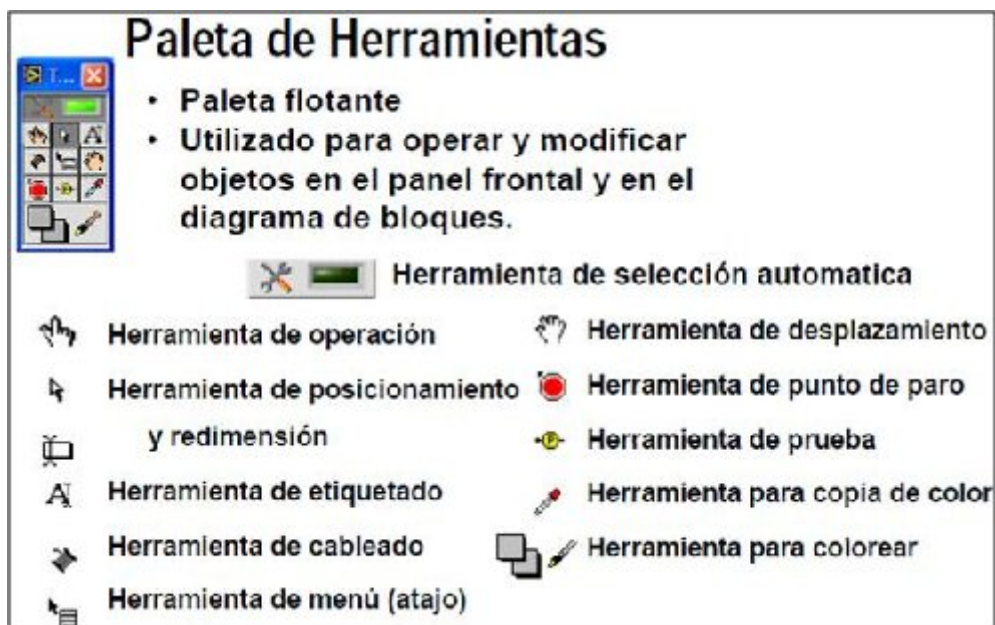 Paleta de Herramientas
T...
• Paleta flotante
• Utilizado para operar y modificar
objetos en el panel frontal y en el
diagrama de bloques.
Herramienta de selección automatica
Herramienta de operación
Herramienta de posicionamiento
y redimensión
Herramienta de etiquetado
Herramienta de cableado
Herramienta de menú (atajo)
Herramienta de desplazamiento
Herramienta de punto de paro
Herramienta de prueba
Herramienta para copia de color
Herramienta para colorear